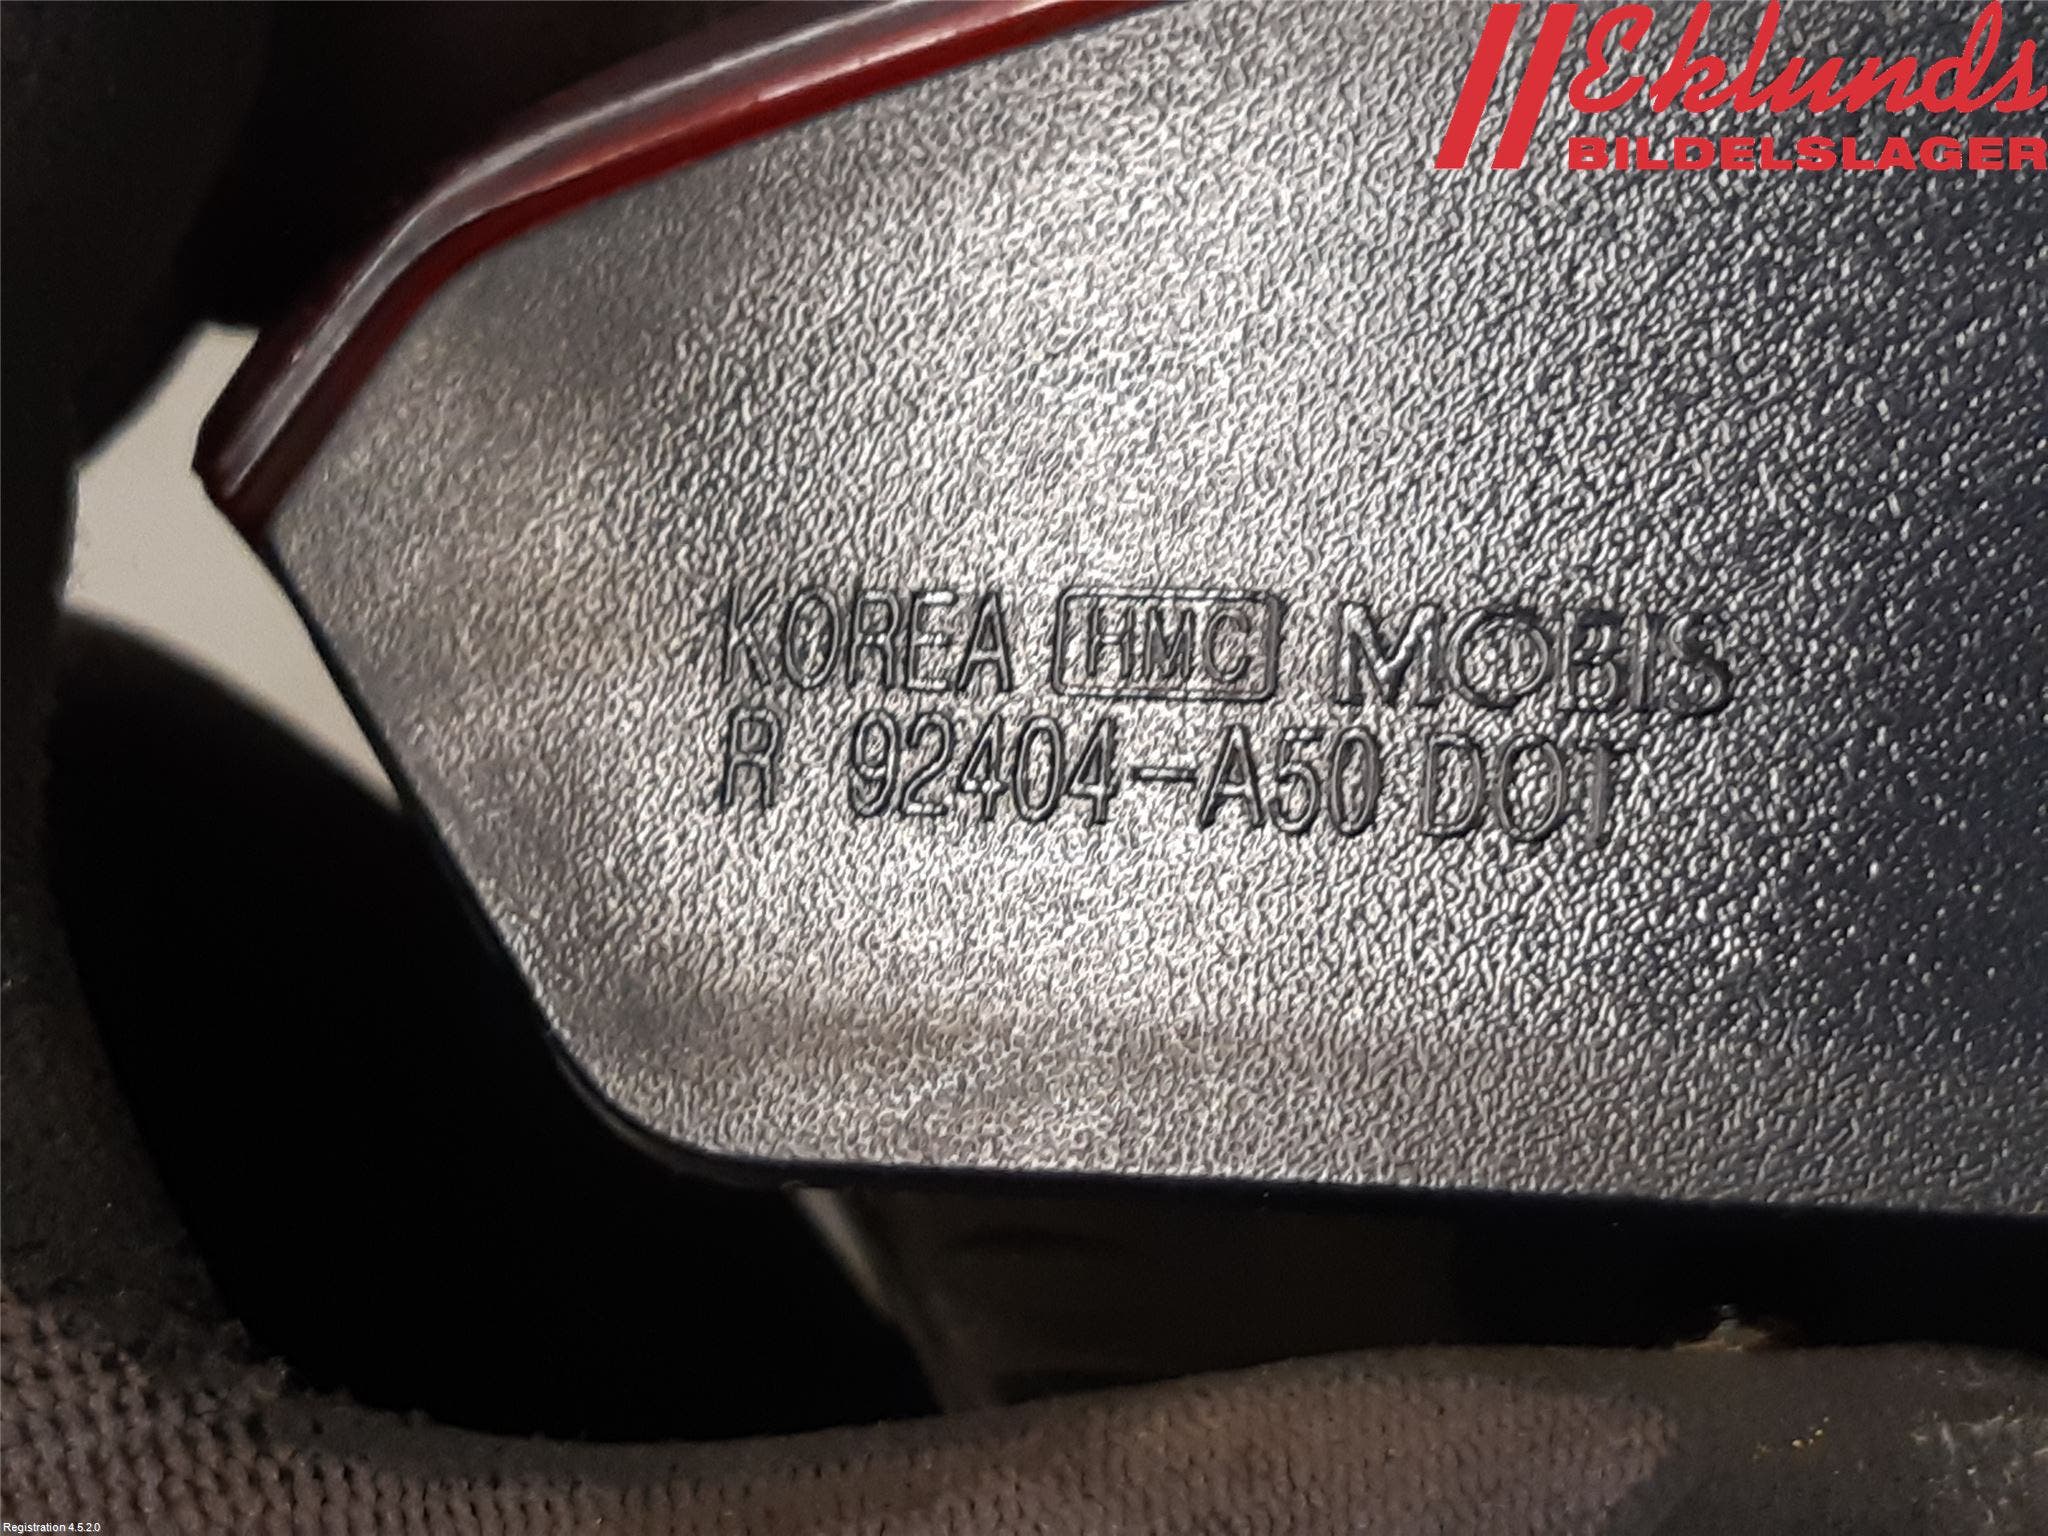 Eklunds
BILDELSLAGER
KOREA HMC MOBIS
R 92404-A50 DOT
Registration 4.5.2.0